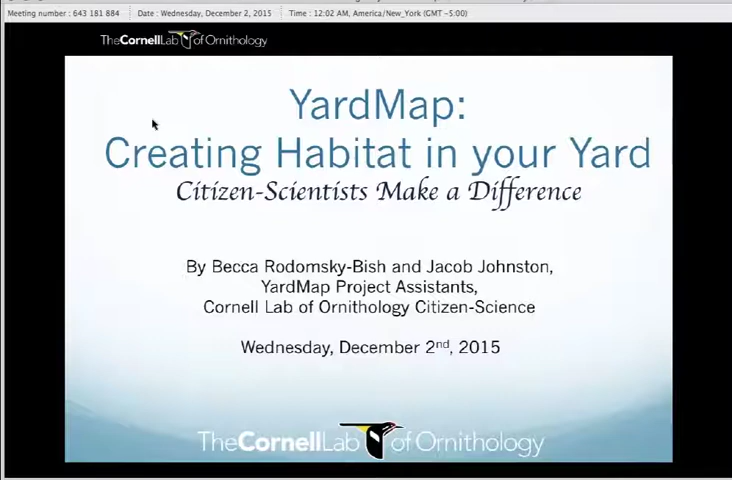 Meeting number : 643 181 884 Date : Wednesday, December 2, 2015 Time : 12:02 AM, America/New_York (GMT -5:00)
TheCornellLab of Ornithology
YardMap:
Creating Habitat in your Yard
Citizen-Scientists Make a Difference
By Becca Rodomsky-Bish and Jacob Johnston,
YardMap Project Assistants,
Cornell Lab of Ornithology Citizen-Science
Wednesday, December 2nd, 2015
TheCornellLab of Ornithology